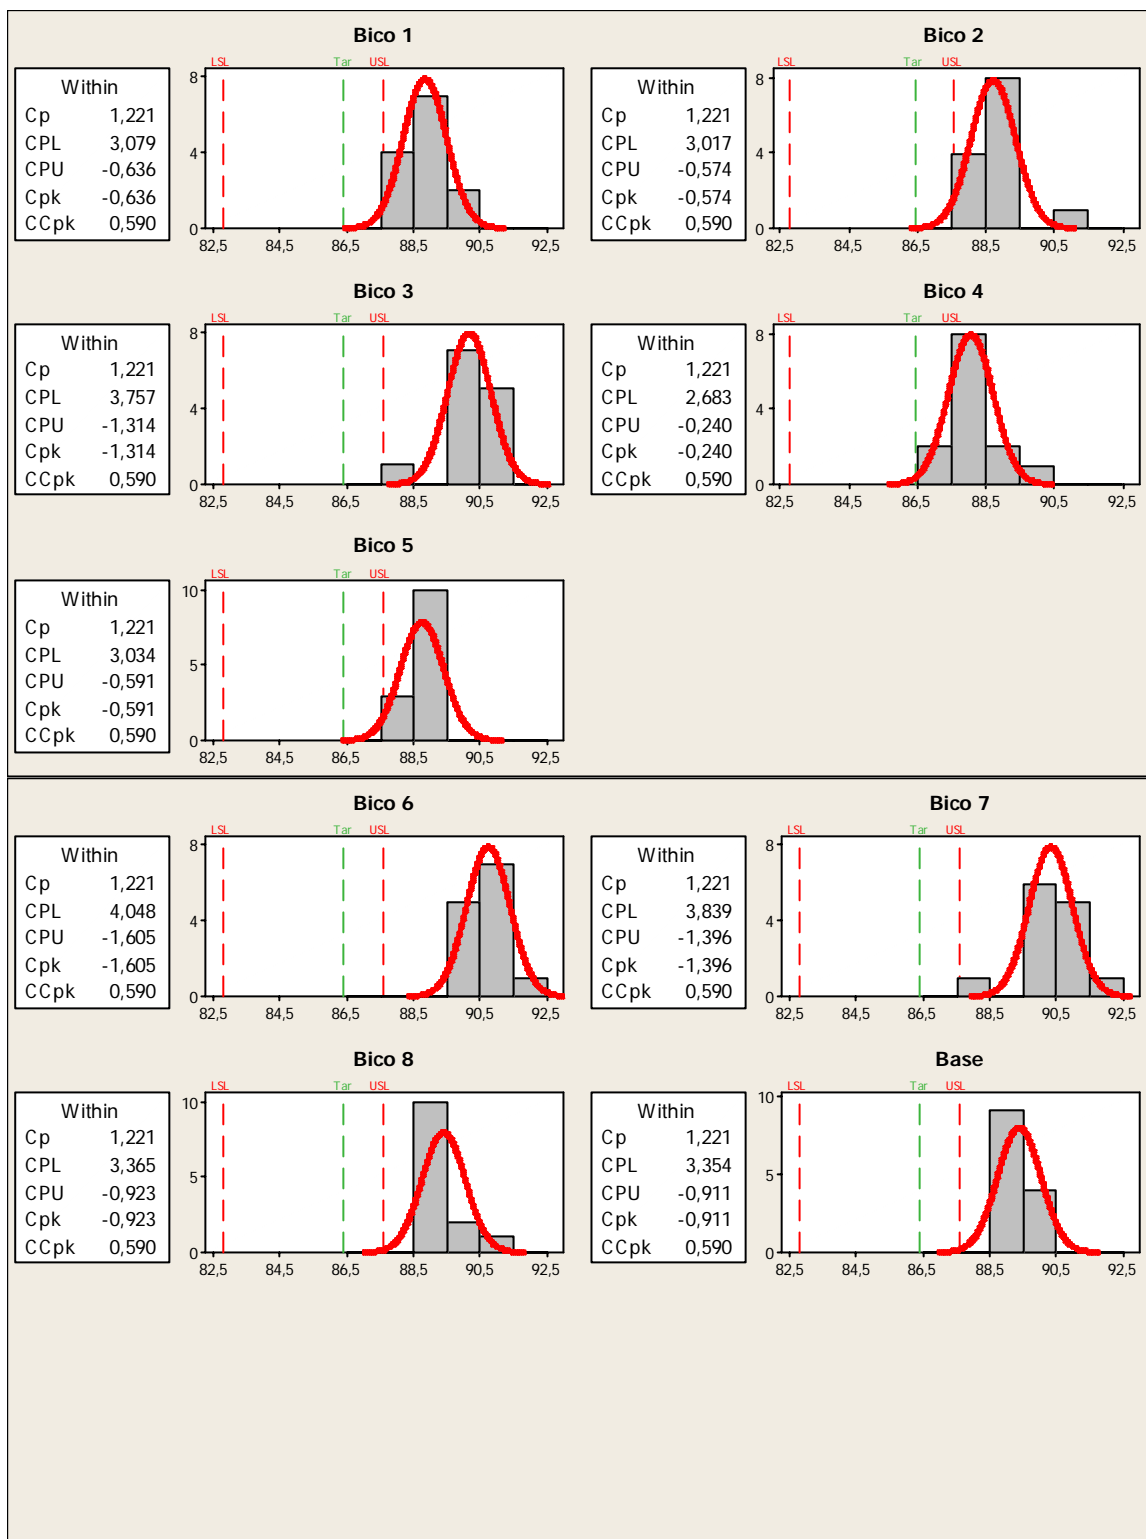 Bico 1
LSL Tar USL
Within
Cp 1,221
CPL 3,079
CPU -0,636
Cpk -0,636
CCpk 0,590
8
4
0
82,5 84,5 86,5 88,5 90,5 92,5
Bico 2
LSL Tar USL
Within
Cp 1,221
CPL 3,017
CPU -0,574
Cpk -0,574
CCpk 0,590
8
4
0
82,5 84,5 86,5 88,5 90,5 92,5
Bico 3
LSL Tar USL
Within
Cp 1,221
CPL 3,757
CPU -1,314
Cpk -1,314
CCpk 0,590
8
4
0
82,5 84,5 86,5 88,5 90,5 92,5
Bico 4
LSL Tar USL
Within
Cp 1,221
CPL 2,683
CPU -0,240
Cpk -0,240
CCpk 0,590
8
4
0
82,5 84,5 86,5 88,5 90,5 92,5
Bico 5
LSL Tar USL
Within
Cp 1,221
CPL 3,034
CPU -0,591
Cpk -0,591
CCpk 0,590
10
5
0
82,5 84,5 86,5 88,5 90,5 92,5
Bico 6
LSL Tar USL
Within
Cp 1,221
CPL 4,048
CPU -1,605
Cpk -1,605
CCpk 0,590
8
4
0
82,5 84,5 86,5 88,5 90,5 92,5
Bico 7
LSL Tar USL
Within
Cp 1,221
CPL 3,839
CPU -1,396
Cpk -1,396
CCpk 0,590
8
4
0
82,5 84,5 86,5 88,5 90,5 92,5
Bico 8
LSL Tar USL
Within
Cp 1,221
CPL 3,365
CPU -0,923
Cpk -0,923
CCpk 0,590
10
5
0
82,5 84,5 86,5 88,5 90,5 92,5
Base
LSL Tar USL
Within
Cp 1,221
CPL 3,354
CPU -0,911
Cpk -0,911
CCpk 0,590
10
5
0
82,5 84,5 86,5 88,5 90,5 92,5